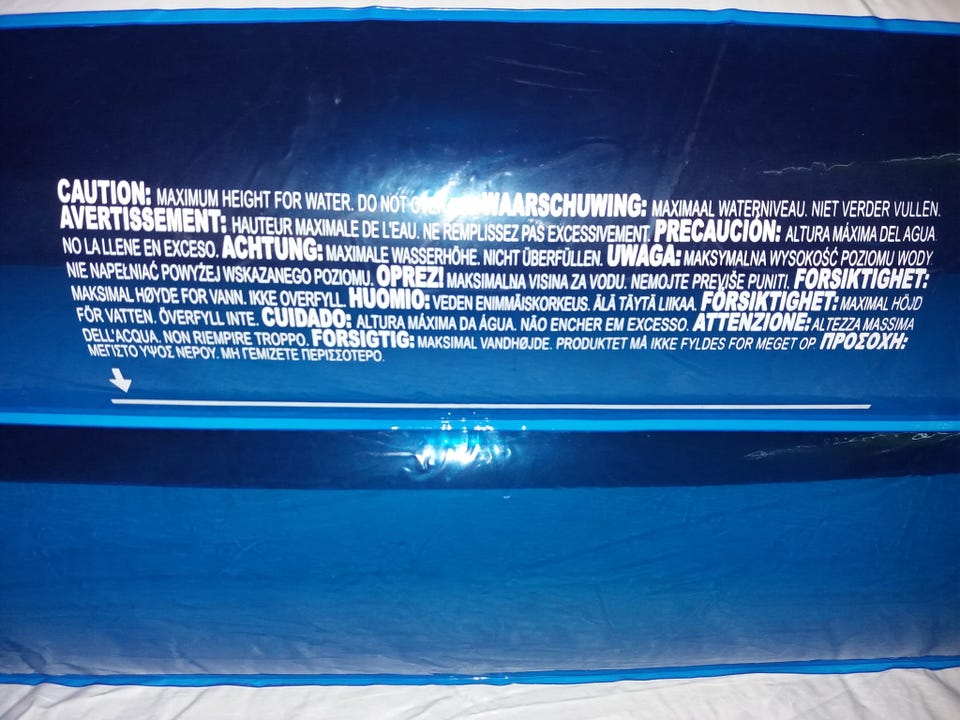 CAUTION: MAXIMUM HEIGHT FOR WATER. DO NOT WAARSCHUWING: MAXIMAAL WATERNIVEAU. NIET VERDER VULLEN.
AVERTISSEMENT: HAUTEUR MAXIMALE DE L'EAU. NE REMPLISSEZ PAS EXCESSIVEMENT. PRECAUCIÓN: ALTURA MÁXIMA DEL AGUA.
NO LA LLENE EN EXCESO. ACHTUNG: MAXIMALE WASSERHÖHE. NICHT ÜBERFÜLLEN. UWAGA: MAKSYMALNA WYSOKOŚĆ POZIOMU WODY.
NIE NAPEŁNIAĆ POWYŻEJ WSKAZANEGO POZIOMU. OPREZ! MAKSIMALNA VISINA ZA VODU. NEMOJTE PREVIŠE PUNITI. FORSIKTIGHET:
MAKSIMAL HØYDE FOR VANN. IKKE OVERFYLL. HUOMIO: VEDEN ENIMMÄISKORKEUS. ÄLÄ TÄYTÄ LIIKAA. FÖRSIKTIGHET: MAXIMAL HÖJD
FÖR VATTEN. ÖVERFYLL INTE. CUIDADO: ALTURA MÁXIMA DA ÁGUA. NÃO ENCHER EM EXCESSO. ATTENZIONE: ALTEZZA MASSIMA
DELL'ACQUA. NON RIEMPIRE TROPPO. FORSIGTIG: MAKSIMAL VANDHØJDE. PRODUKTET MÅ IKKE FYLDES FOR MEGET OP. ΠΡΟΣΟΧΗ:
ΜΕΓΙΣΤΟ ΥΨΟΣ ΝΕΡΟΥ. ΜΗ ΓΕΜΙΖΕΤΕ ΠΕΡΙΣΣΟΤΕΡΟ.